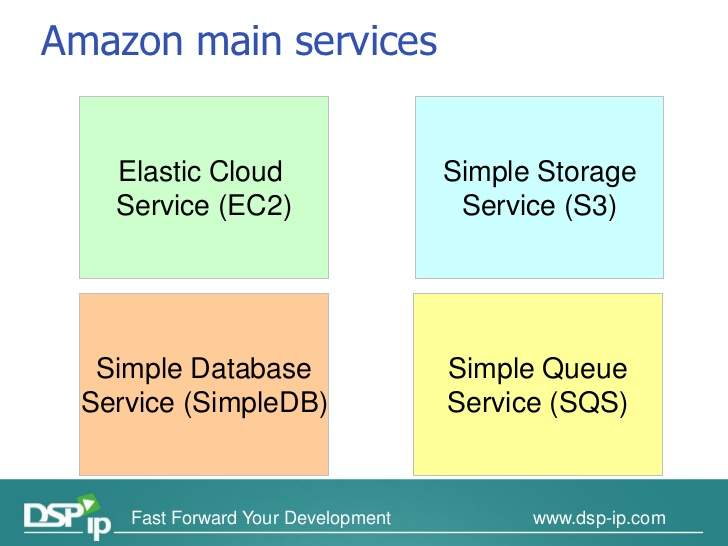 Amazon main services
Elastic Cloud
Service (EC2)
Simple Storage
Service (S3)
Simple Database
Service (SimpleDB)
Simple Queue
Service (SQS)
DSP ip
Fast Forward Your Development
www.dsp-ip.com